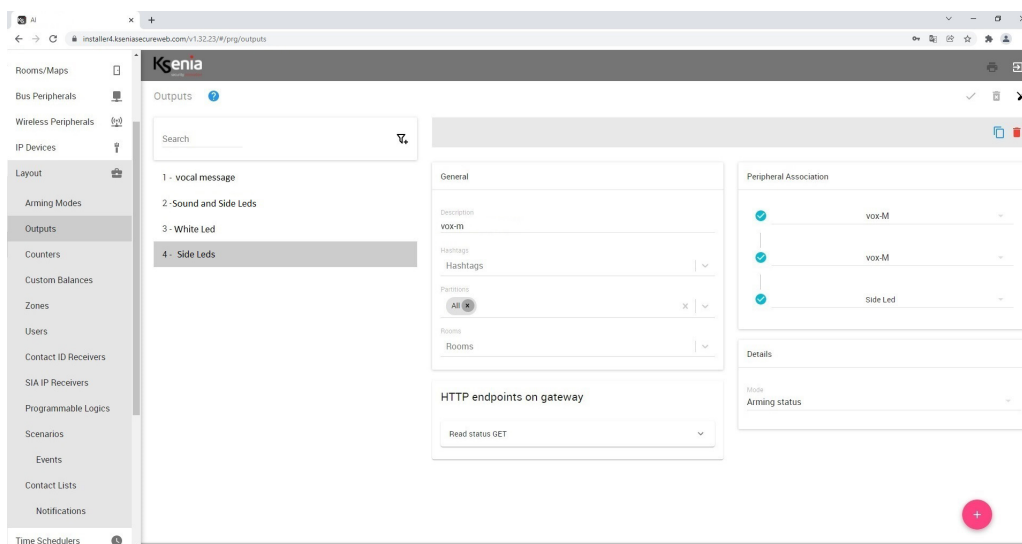 AI
installer4.kseniasecureweb.com/v1.32.23/#/prg/outputs
Ksenia
security
Rooms/Maps
Bus Peripherals
Wireless Peripherals
IP Devices
Layout
Arming Modes
Outputs
Counters
Custom Balances
Zones
Users
Contact ID Receivers
SIA IP Receivers
Programmable Logics
Scenarios
Events
Contact Lists
Notifications
Time Schedulers
Outputs ?
Search
1 - vocal message
2 -Sound and Side Leds
3 - White Led
4 - Side Leds
General
Description
vox-m
Hashtags
Hashtags
Partitions
All
Rooms
Rooms
HTTP endpoints on gateway
Read status GET
Peripheral Association
vox-M
vox-M
Side Led
Details
Mode
Arming status